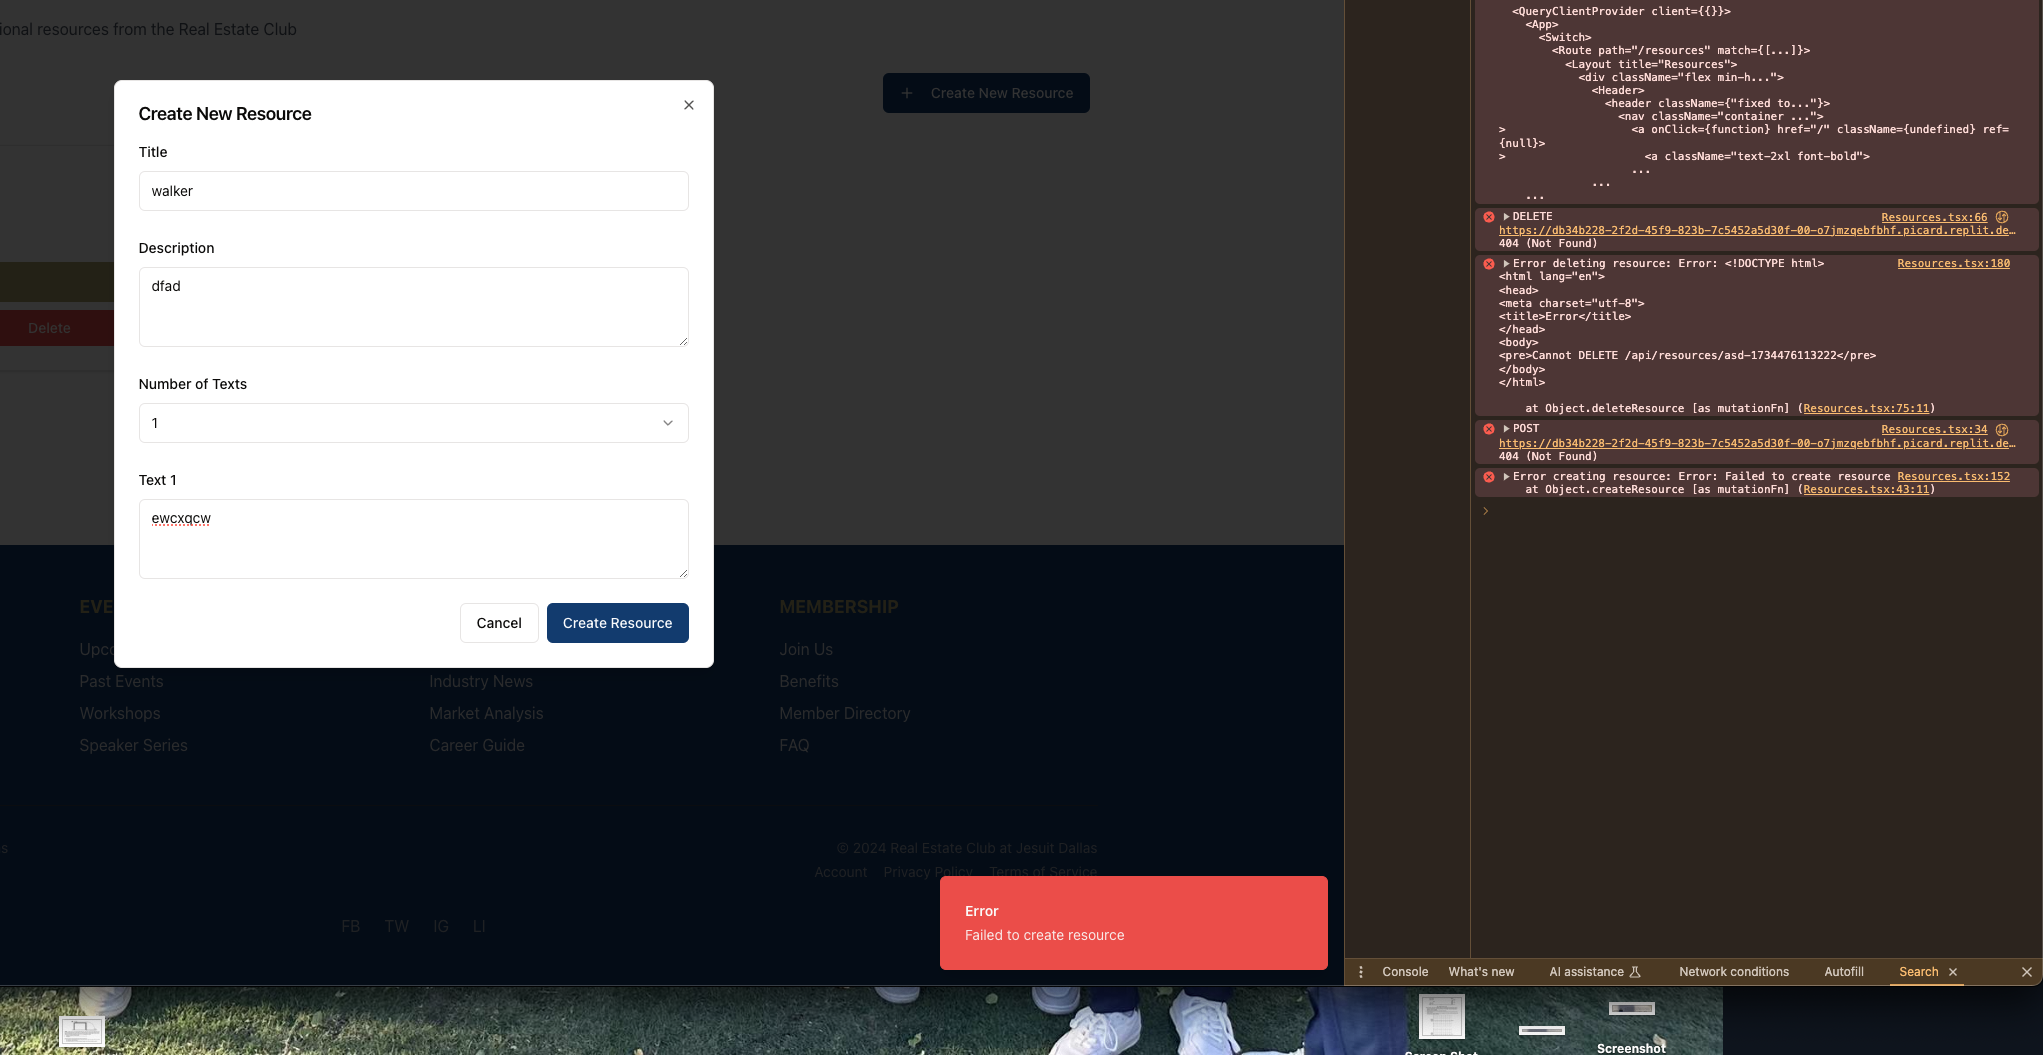 ional resources from the Real Estate Club
+ Create New Resource
Create New Resource
Title
walker
Description
dfad
Number of Texts
1
Text 1
ewcxqcw
Cancel
Create Resource
Delete
EVE
Upco
Past Events
Workshops
Speaker Series
Industry News
Market Analysis
Career Guide
MEMBERSHIP
Join Us
Benefits
Member Directory
FAQ
s
© 2024 Real Estate Club at Jesuit Dallas
Account Privacy Policy Terms of Service
FB TW IG LI
Error
Failed to create resource
<QueryClientProvider client={{}}>
<App>
<Switch>
<Route path="/resources" match={[...]}>
<Layout title="Resources">
<div className="flex min-h...">
<Header>
<header className={"fixed to..."}>
<nav className="container ...">
> <a onClick={function} href="/" className={undefined} ref=
{null}>
> <a className="text-2xl font-bold">
...
...
...
DELETE Resources.tsx:66
https://db34b228-2f2d-45f9-823b-7c5452a5d30f-00-o7jmzqebfbhf.picard.replit.de…
404 (Not Found)
Error deleting resource: Error: <!DOCTYPE html> Resources.tsx:180
<html lang="en">
<head>
<meta charset="utf-8">
<title>Error</title>
</head>
<body>
<pre>Cannot DELETE /api/resources/asd-1734476113222</pre>
</body>
</html>
at Object.deleteResource [as mutationFn] (Resources.tsx:75:11)
POST Resources.tsx:34
https://db34b228-2f2d-45f9-823b-7c5452a5d30f-00-o7jmzqebfbhf.picard.replit.de…
404 (Not Found)
Error creating resource: Error: Failed to create resource Resources.tsx:152
at Object.createResource [as mutationFn] (Resources.tsx:43:11)
Console What's new AI assistance Network conditions Autofill Search
Screen Shot
Screenshot